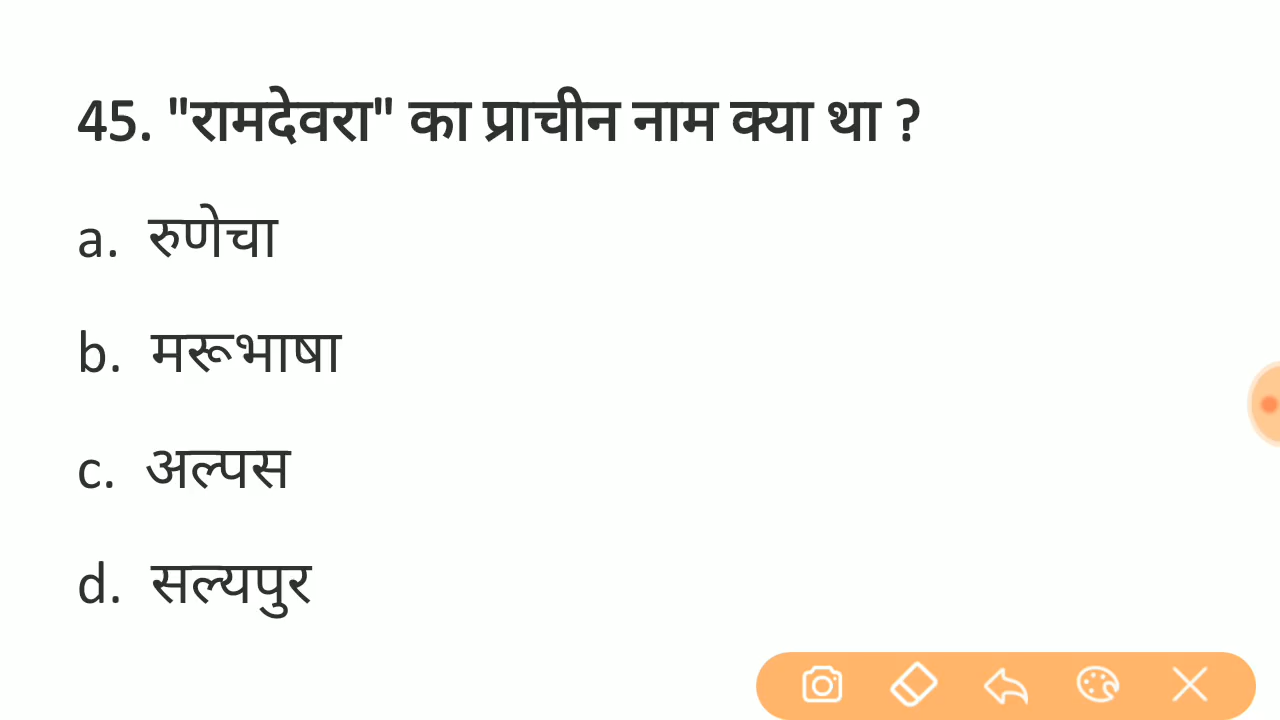 45. "रामदेवरा" का प्राचीन नाम क्या था ?
a. रुणेचा
b. मरूभाषा
c. अल्पस
d. सल्यपुर